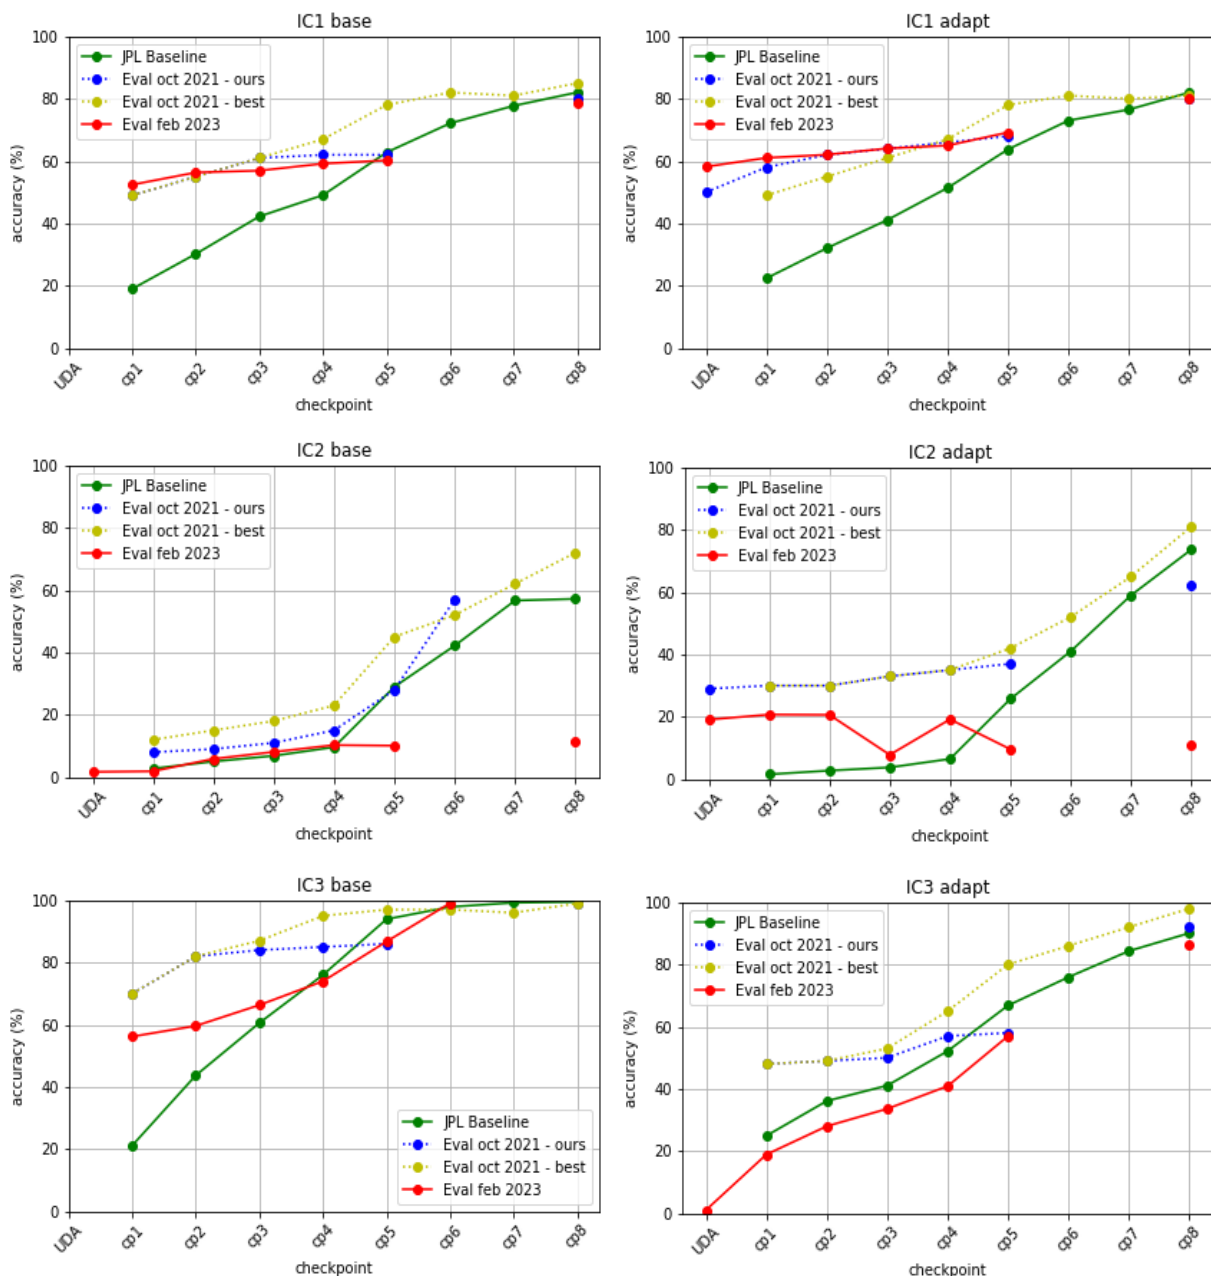 IC1 base
100
80
60
40
20
0
accuracy (%)
JPL Baseline
Eval oct 2021 - ours
Eval oct 2021 - best
Eval feb 2023
UDA cp1 cp2 cp3 cp4 cp5 cp6 cp7 cp8
checkpoint
IC1 adapt
100
80
60
40
20
0
accuracy (%)
JPL Baseline
Eval oct 2021 - ours
Eval oct 2021 - best
Eval feb 2023
UDA cp1 cp2 cp3 cp4 cp5 cp6 cp7 cp8
checkpoint
IC2 base
100
80
60
40
20
0
accuracy (%)
JPL Baseline
Eval oct 2021 - ours
Eval oct 2021 - best
Eval feb 2023
UDA cp1 cp2 cp3 cp4 cp5 cp6 cp7 cp8
checkpoint
IC2 adapt
100
80
60
40
20
0
accuracy (%)
JPL Baseline
Eval oct 2021 - ours
Eval oct 2021 - best
Eval feb 2023
UDA cp1 cp2 cp3 cp4 cp5 cp6 cp7 cp8
checkpoint
IC3 base
100
80
60
40
20
0
accuracy (%)
JPL Baseline
Eval oct 2021 - ours
Eval oct 2021 - best
Eval feb 2023
UDA cp1 cp2 cp3 cp4 cp5 cp6 cp7 cp8
checkpoint
IC3 adapt
100
80
60
40
20
0
accuracy (%)
JPL Baseline
Eval oct 2021 - ours
Eval oct 2021 - best
Eval feb 2023
UDA cp1 cp2 cp3 cp4 cp5 cp6 cp7 cp8
checkpoint